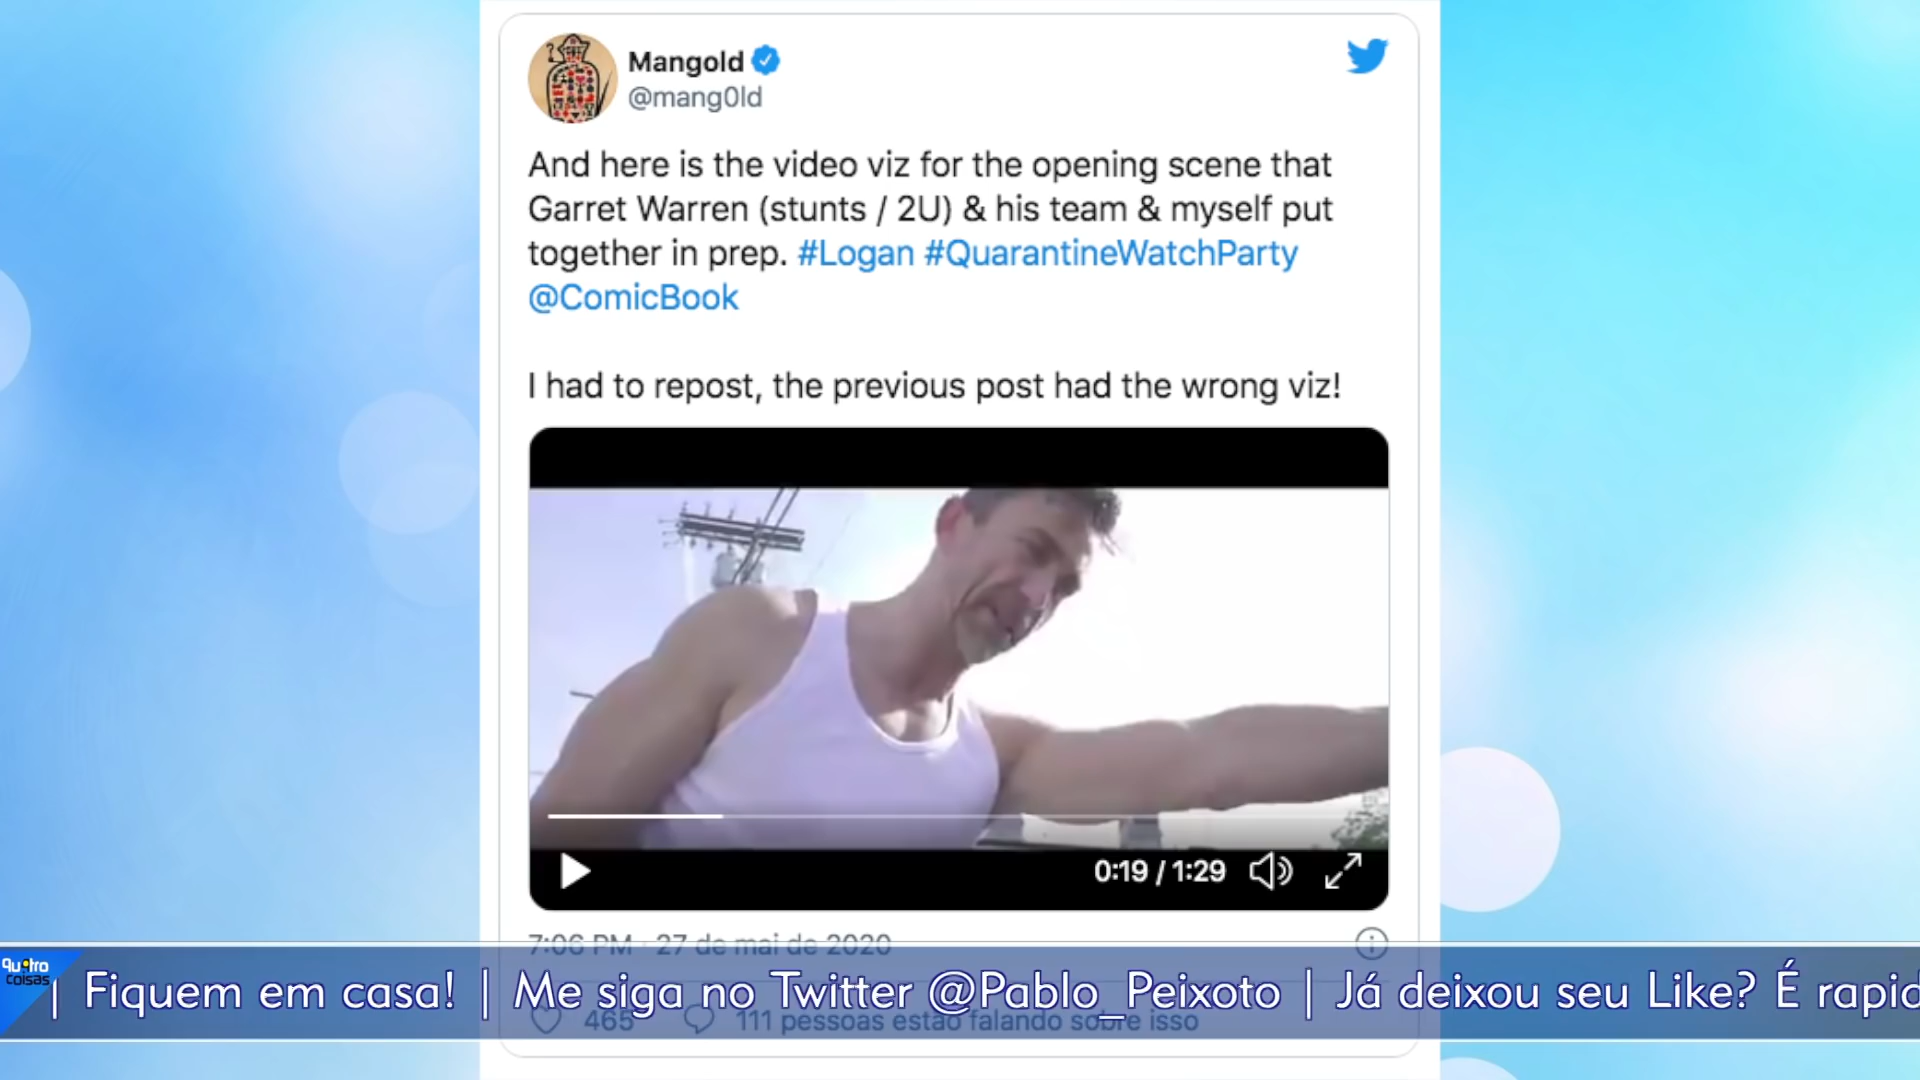 Mangold
@mang0ld
And here is the video viz for the opening scene that
Garret Warren (stunts / 2U) & his team & myself put
together in prep. #Logan #QuarantineWatchParty
@ComicBook
I had to repost, the previous post had the wrong viz!
0:19 / 1:29
7:06 PM · 27 de mai de 2020
quatro
coisas
| Fiquem em casa! | Me siga no Twitter @Pablo_Peixoto | Já deixou seu Like? É rapid
465 111 pessoas estão falando sobre isso